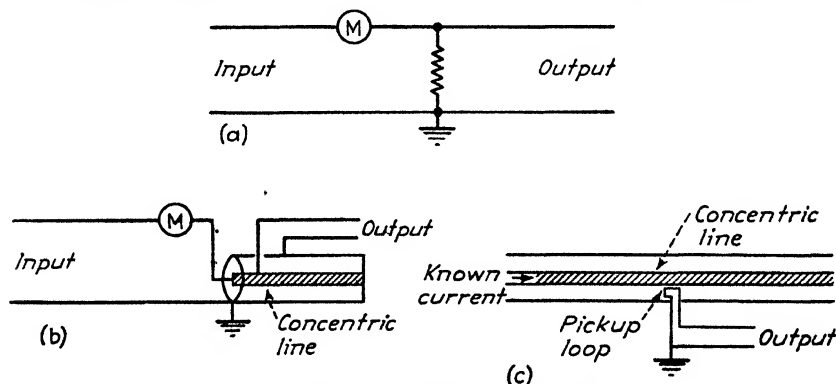 M
Input
Output
(a)
M
Output
Input
Concentric
line
(b)
Concentric
line
Known
current
Pickup
loop
Output
(c)